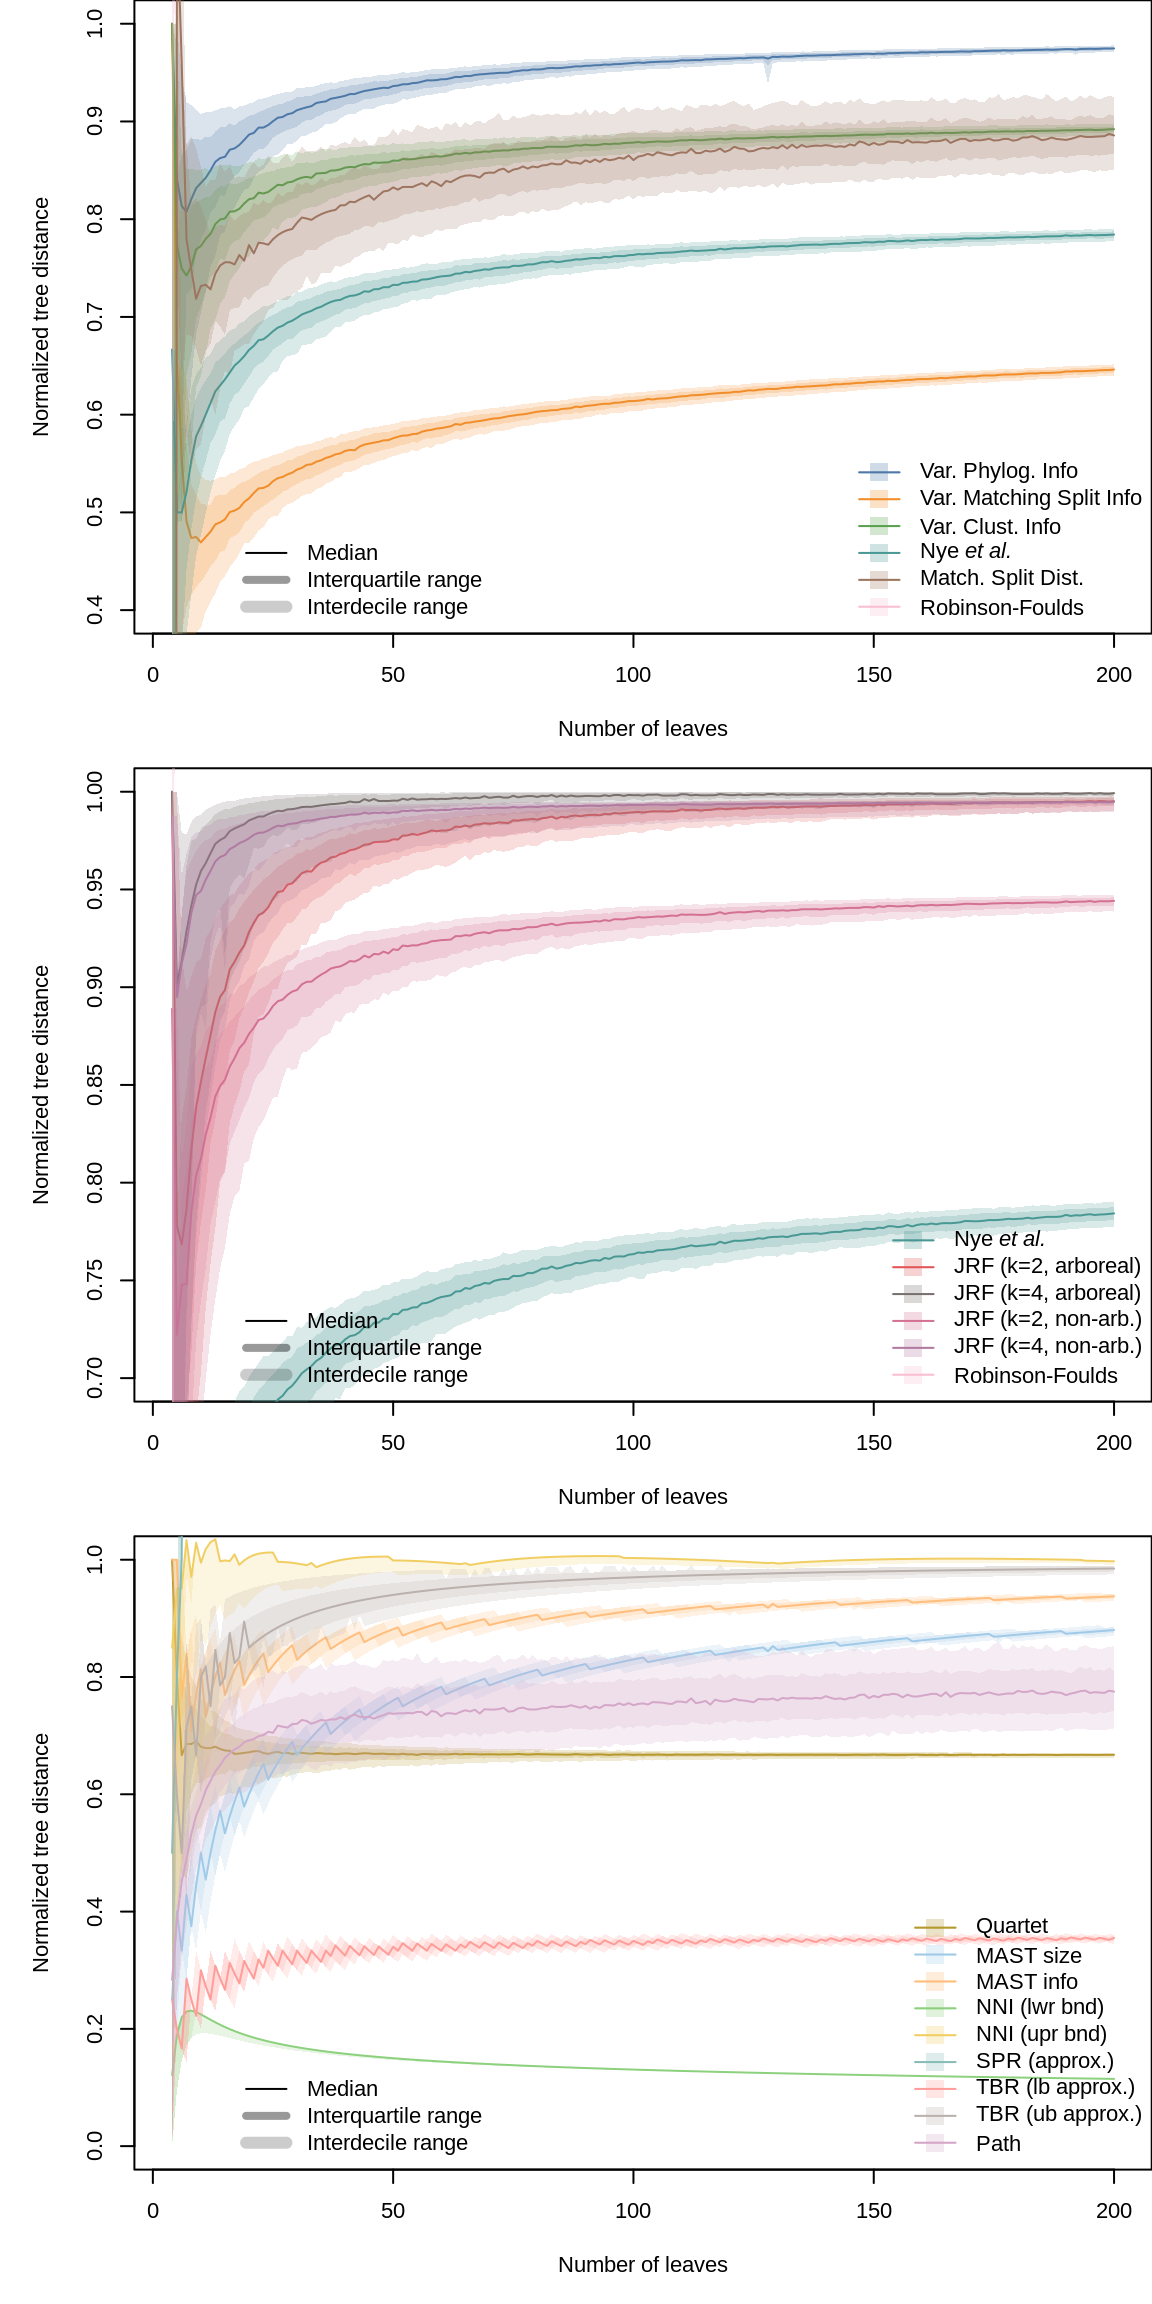 1.0
0.9
0.8
0.7
0.6
0.5
0.4
Normalized tree distance
Var. Phylog. Info
Var. Matching Split Info
Var. Clust. Info
Nye et al.
Match. Split Dist.
Robinson-Foulds
Median
Interquartile range
Interdecile range
0 50 100 150 200
Number of leaves
1.00
0.95
0.90
0.85
0.80
0.75
0.70
Normalized tree distance
Nye et al.
JRF (k=2, arboreal)
JRF (k=4, arboreal)
JRF (k=2, non-arb.)
JRF (k=4, non-arb.)
Robinson-Foulds
Median
Interquartile range
Interdecile range
0 50 100 150 200
Number of leaves
1.0
0.8
0.6
0.4
0.2
0.0
Normalized tree distance
Quartet
MAST size
MAST info
NNI (lwr bnd)
NNI (upr bnd)
SPR (approx.)
TBR (lb approx.)
TBR (ub approx.)
Path
Median
Interquartile range
Interdecile range
0 50 100 150 200
Number of leaves